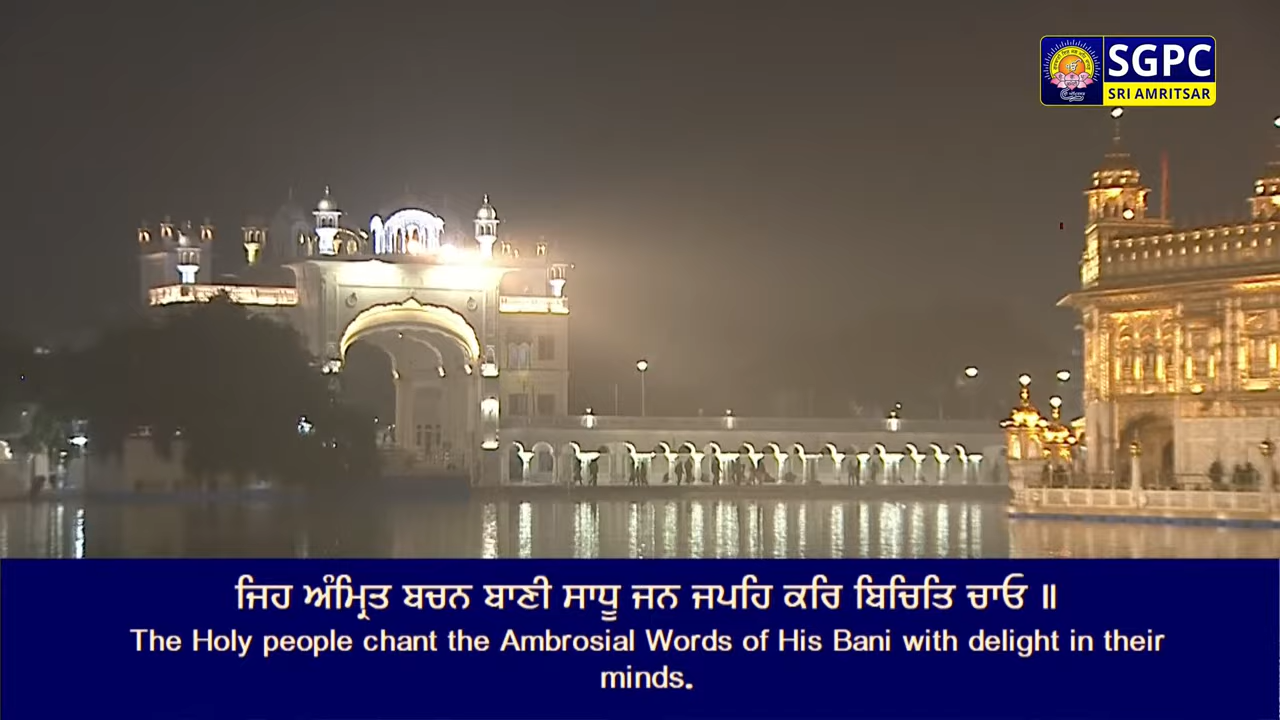 SGPC
SRI AMRITSAR
ਜਿਹ ਅੰਮ੍ਰਿਤ ਬਚਨ ਬਾਣੀ ਸਾਧੂ ਜਨ ਜਪਹਿ ਕਰਿ ਬਿਚਿਤਿ ਚਾਓ ॥
The Holy people chant the Ambrosial Words of His Bani with delight in their
minds.